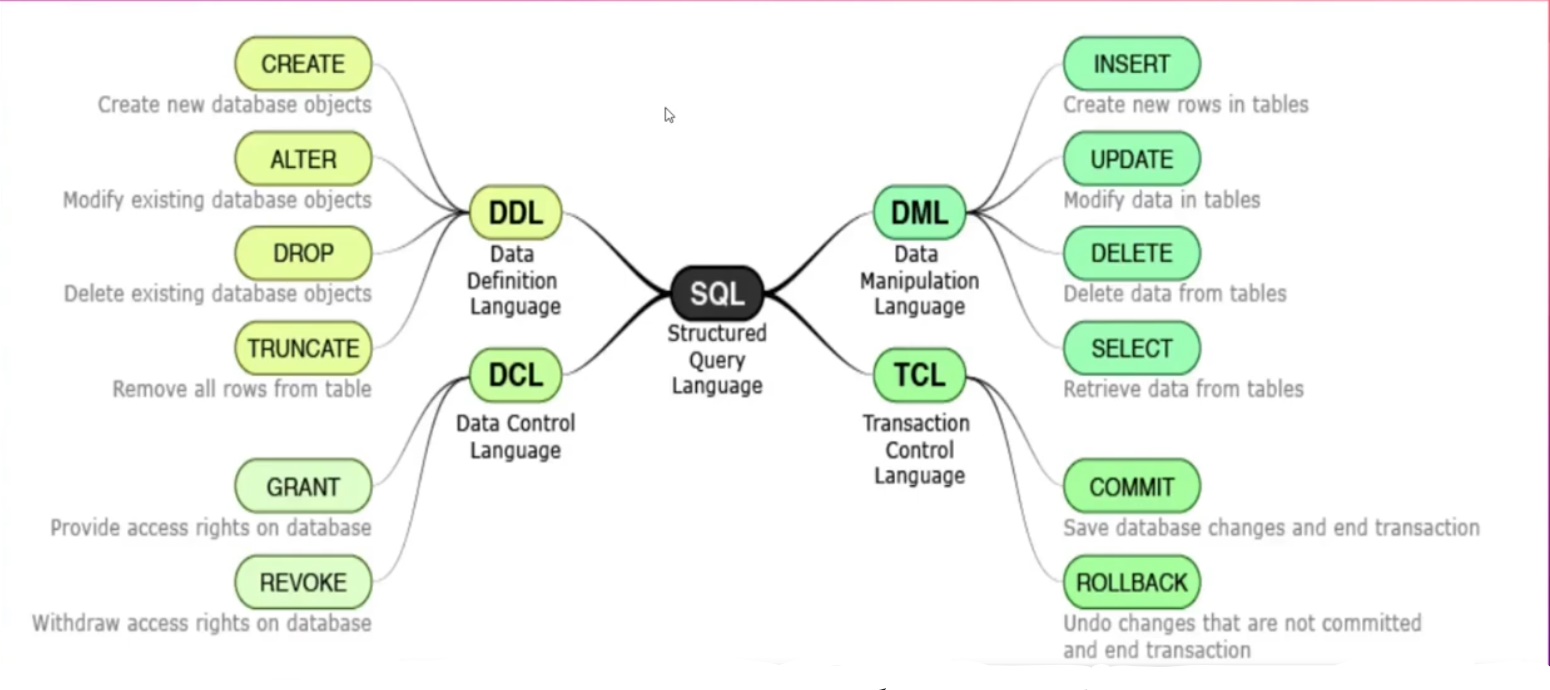 CREATE
Create new database objects
ALTER
Modify existing database objects
DROP
Delete existing database objects
TRUNCATE
Remove all rows from table
DDL
Data
Definition
Language
DCL
Data Control
Language
GRANT
Provide access rights on database
REVOKE
Withdraw access rights on database
SQL
Structured
Query
Language
DML
Data
Manipulation
Language
INSERT
Create new rows in tables
UPDATE
Modify data in tables
DELETE
Delete data from tables
SELECT
Retrieve data from tables
TCL
Transaction
Control
Language
COMMIT
Save database changes and end transaction
ROLLBACK
Undo changes that are not committed
and end transaction